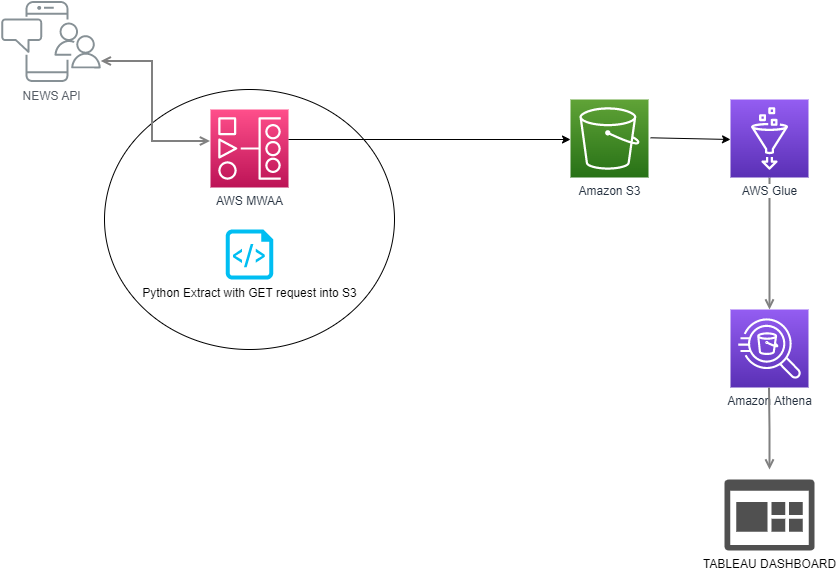 NEWS API
AWS MWAA
Python Extract with GET request into S3
Amazon S3
AWS Glue
Amazon Athena
TABLEAU DASHBOARD